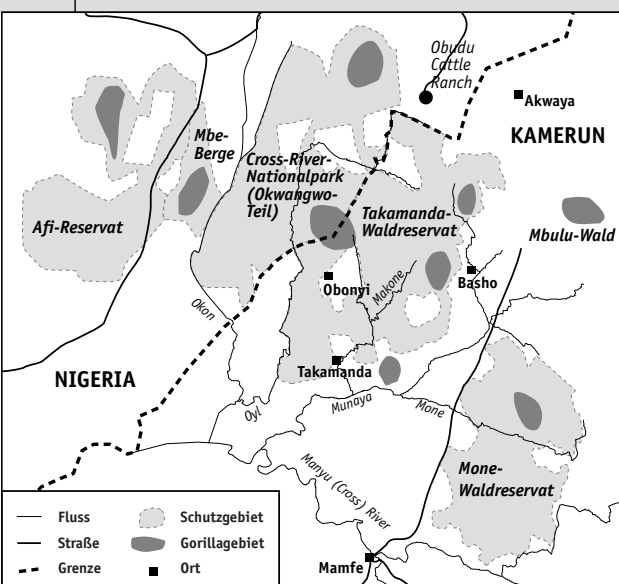 Obudu
Cattle
Ranch
Akwaya
KAMERUN
Mbe-
Berge
Cross-River-
Nationalpark
(Okwangwo-
Teil)
Takamanda-
Waldreservat
Afi-Reservat
Mbulu-Wald
Basho
Obonyi
Makone
Okon
Takamanda
NIGERIA
Oyl
Munaya
Mone
Manyu (Cross) River
Mone-
Waldreservat
Mamfe
Fluss
Schutzgebiet
Straße
Gorillagebiet
Grenze
Ort